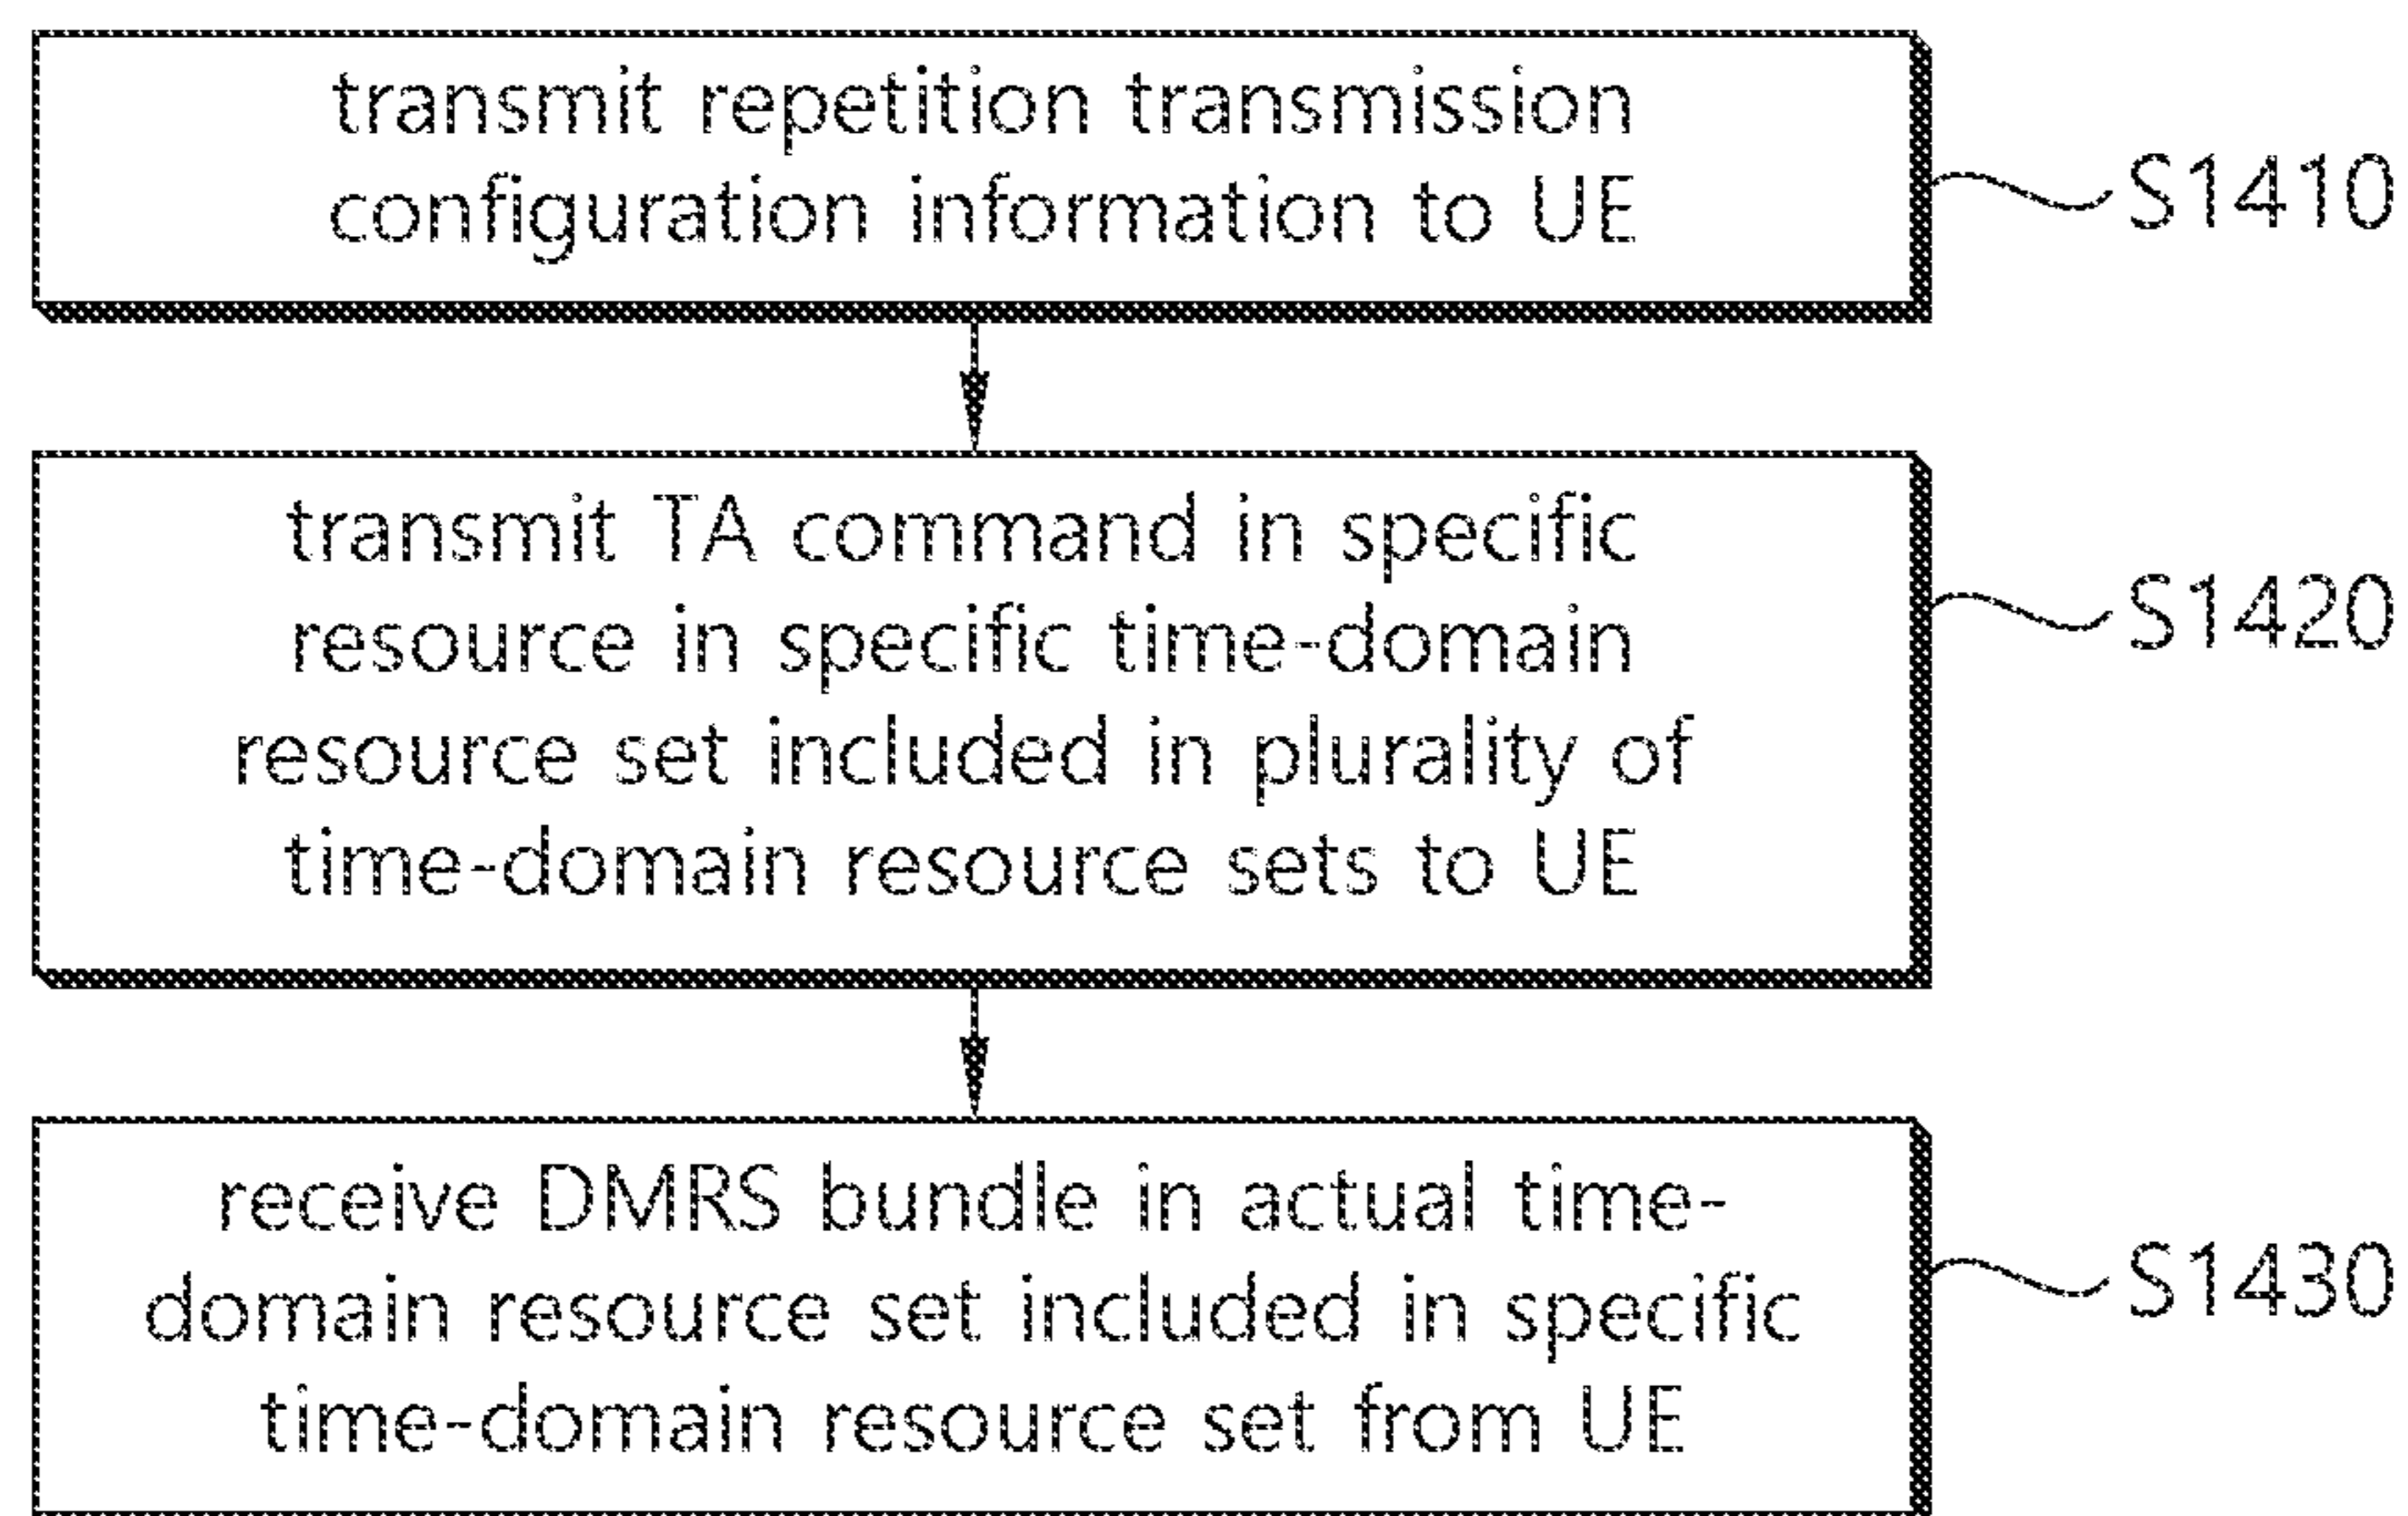 transmit repetition transmission
configuration information to UE
S1410
transmit TA command in specific
resource in specific time-domain
resource set included in plurality of
time-domain resource sets to UE
S1420
receive DMRS bundle in actual time-
domain resource set included in specific
time-domain resource set from UE
S1430